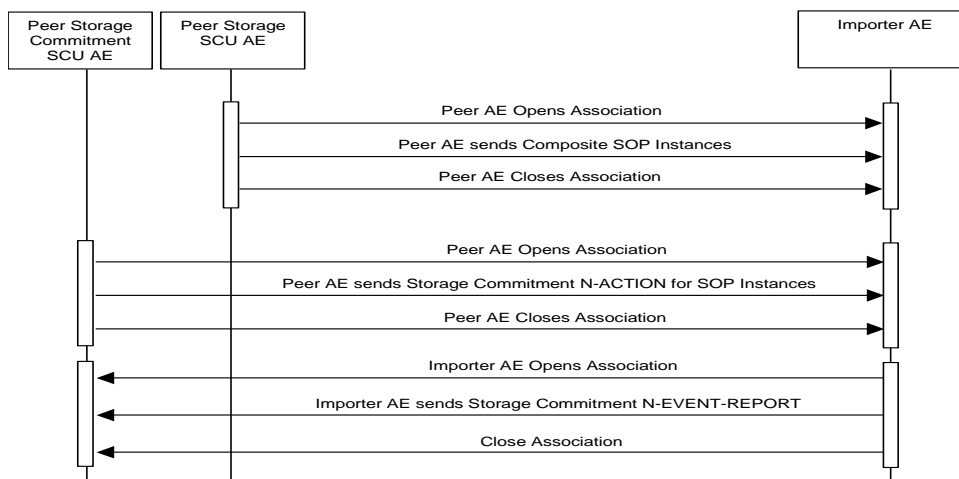 Peer Storage
Commitment
SCU AE
Peer Storage
SCU AE
Importer AE
Peer AE Opens Association
Peer AE sends Composite SOP Instances
Peer AE Closes Association
Peer AE Opens Association
Peer AE sends Storage Commitment N-ACTION for SOP Instances
Peer AE Closes Association
Importer AE Opens Association
Importer AE sends Storage Commitment N-EVENT-REPORT
Close Association